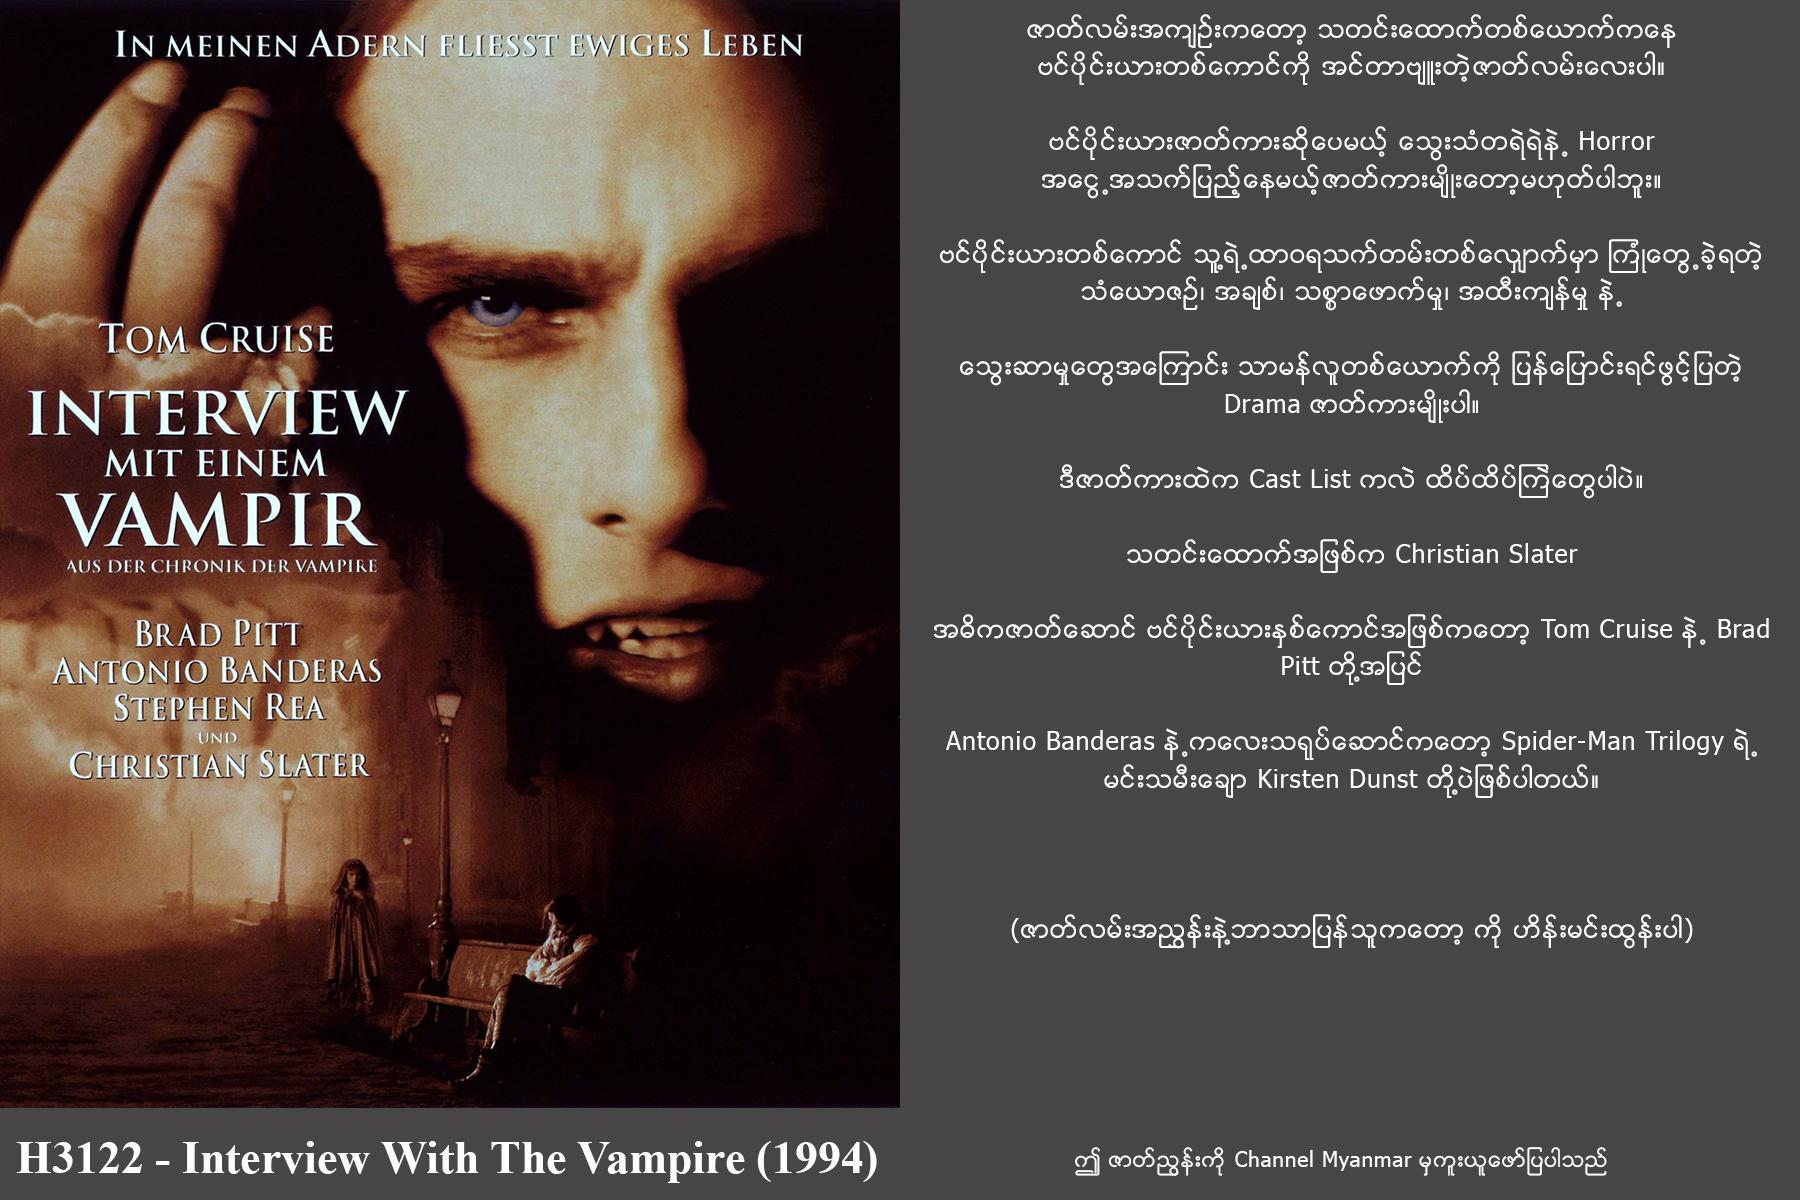 IN MEINEN ADERN FLIESST EWIGES LEBEN
TOM CRUISE
INTERVIEW
MIT EINEM
VAMPIR
AUS DER CHRONIK DER VAMPIRE
BRAD PITT
ANTONIO BANDERAS
STEPHEN REA
UND
CHRISTIAN SLATER
H3122 - Interview With The Vampire (1994)
ဇာတ်လမ်းအကျဉ်းကတော့ သတင်းထောက်တစ်ယောက်ကနေ
ဗင်ပိုင်းယားတစ်ကောင်ကို အင်တာဗျူးတဲ့ဇာတ်လမ်းလေးပါ။
ဗင်ပိုင်းယားဇာတ်ကားဆိုပေမယ့် သွေးသံတရဲရဲနဲ့ Horror
အငွေ့အသက်ပြည့်နေမယ့်ဇာတ်ကားမျိုးတော့မဟုတ်ပါဘူး။
ဗင်ပိုင်းယားတစ်ကောင် သူ့ရဲ့ထာဝရသက်တမ်းတစ်လျှောက်မှာ ကြုံတွေ့ခဲ့ရတဲ့
သံယောဇဉ်၊ အချစ်၊ သစ္စာဖောက်မှု၊ အထီးကျန်မှု နဲ့
သွေးဆာမှုတွေအကြောင်း သာမန်လူတစ်ယောက်ကို ပြန်ပြောင်းရင်ဖွင့်ပြတဲ့
Drama ဇာတ်ကားမျိုးပါ။
ဒီဇာတ်ကားထဲက Cast List ကလဲ ထိပ်ထိပ်ကြဲတွေပါပဲ။
သတင်းထောက်အဖြစ်က Christian Slater
အဓိကဇာတ်ဆောင် ဗင်ပိုင်းယားနှစ်ကောင်အဖြစ်ကတော့ Tom Cruise နဲ့ Brad
Pitt တို့အပြင်
Antonio Banderas နဲ့ကလေးသရုပ်ဆောင်ကတော့ Spider-Man Trilogy ရဲ့
မင်းသမီးချော Kirsten Dunst တို့ပဲဖြစ်ပါတယ်။
(ဇာတ်လမ်းအညွှန်းနဲ့ဘာသာပြန်သူကတော့ ကို ဟိန်းမင်းထွန်းပါ)
ဤ ဇာတ်ညွှန်းကို Channel Myanmar မှကူးယူဖော်ပြပါသည်